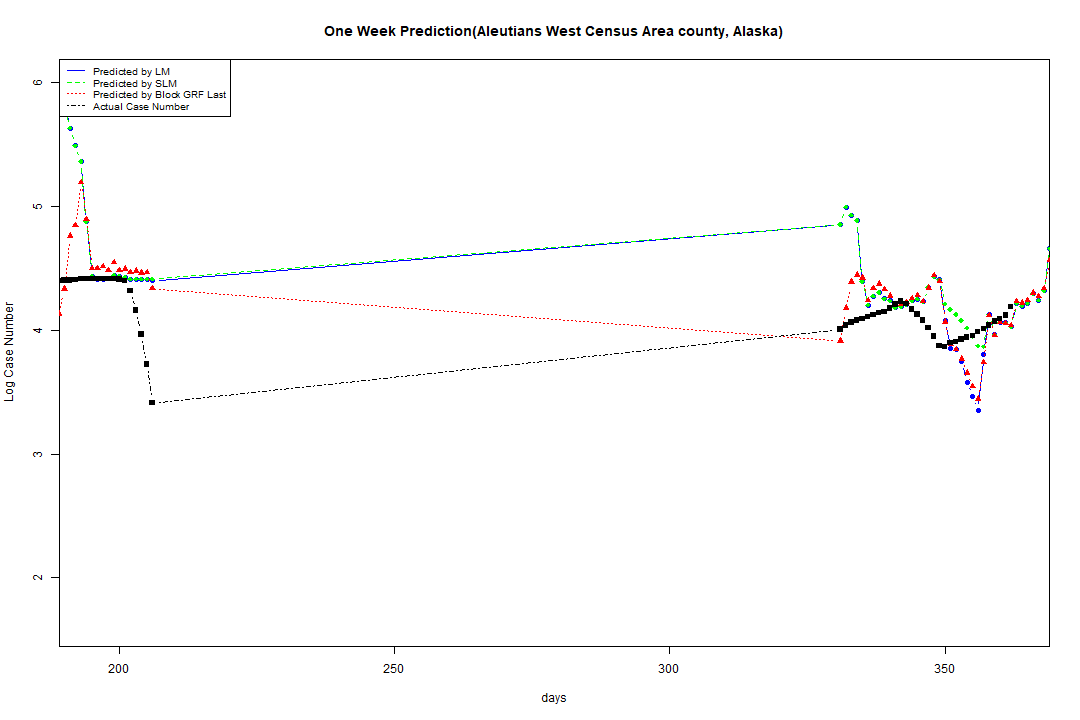 One Week Prediction(Aleutians West Census Area county, Alaska)
Predicted by LM
Predicted by SLM
Predicted by Block GRF Last
Actual Case Number
6
5
4
3
2
Log Case Number
200
250
300
350
days